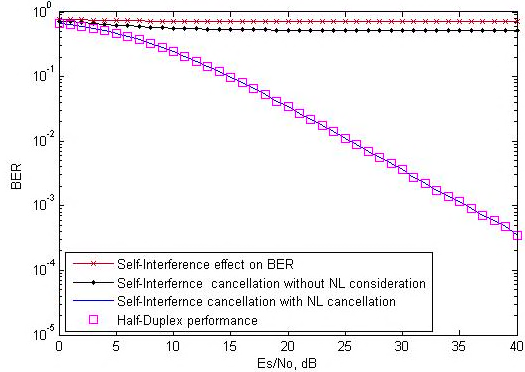 10^0
10^-1
10^-2
10^-3
10^-4
10^-5
BER
Self-Interference effect on BER
Self-Interfernce cancellation without NL consideration
Self-Interfernce cancellation with NL cancellation
Half-Duplex performance
0 5 10 15 20 25 30 35 40
Es/No, dB